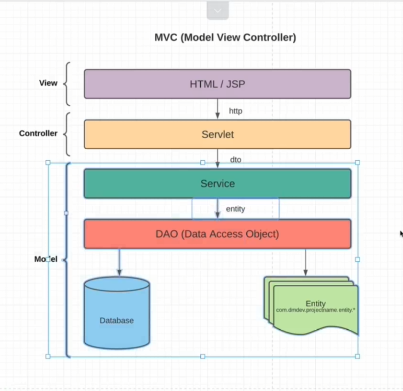 MVC (Model View Controller)
View
HTML / JSP
http
Controller
Servlet
dto
Service
entity
DAO (Data Access Object)
Model
Entity
com.dmdev.projectname.entity.*
Database